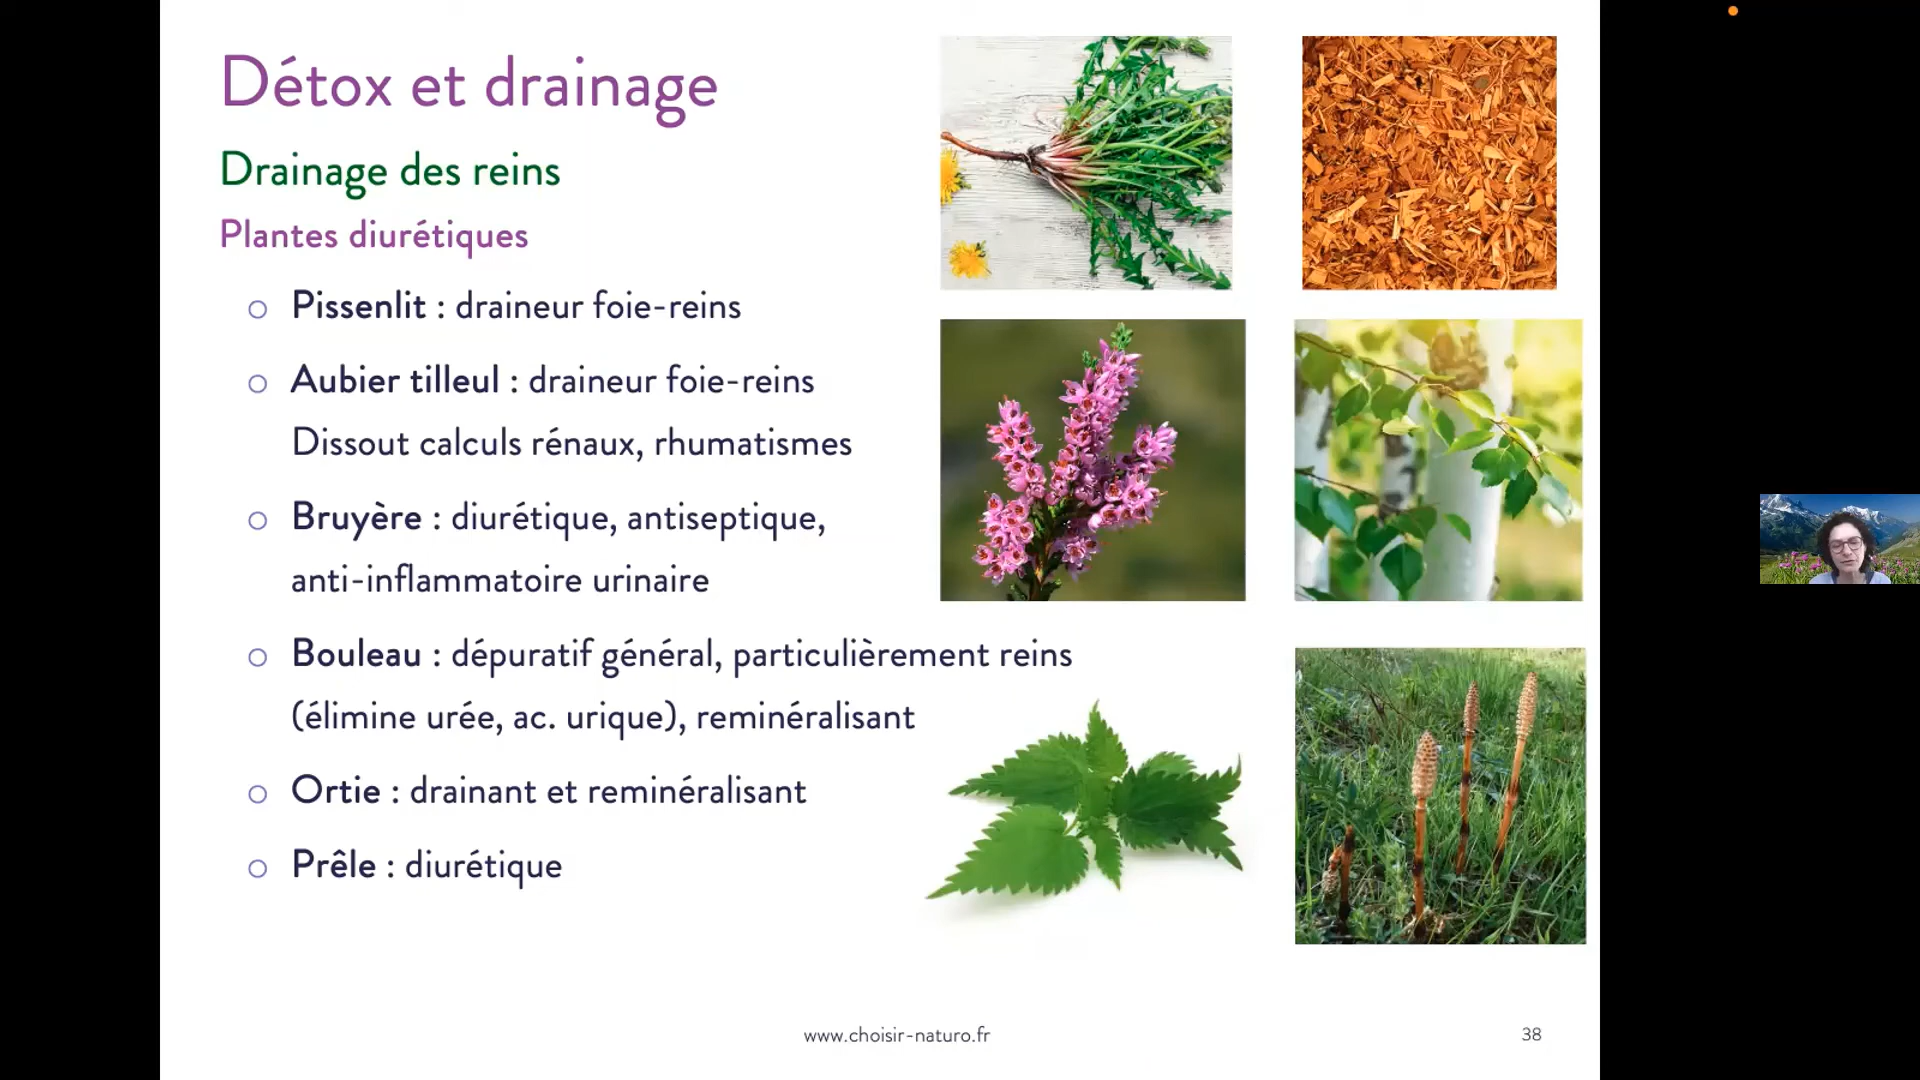 Détox et drainage
Drainage des reins
Plantes diurétiques
Pissenlit : draineur foie-reins
Aubier tilleul : draineur foie-reins
Dissout calculs rénaux, rhumatismes
Bruyère : diurétique, antiseptique,
anti-inflammatoire urinaire
Bouleau : dépuratif général, particulièrement reins
(élimine urée, ac. urique), reminéralisant
Ortie : drainant et reminéralisant
Prêle : diurétique
www.choisir-naturo.fr
38